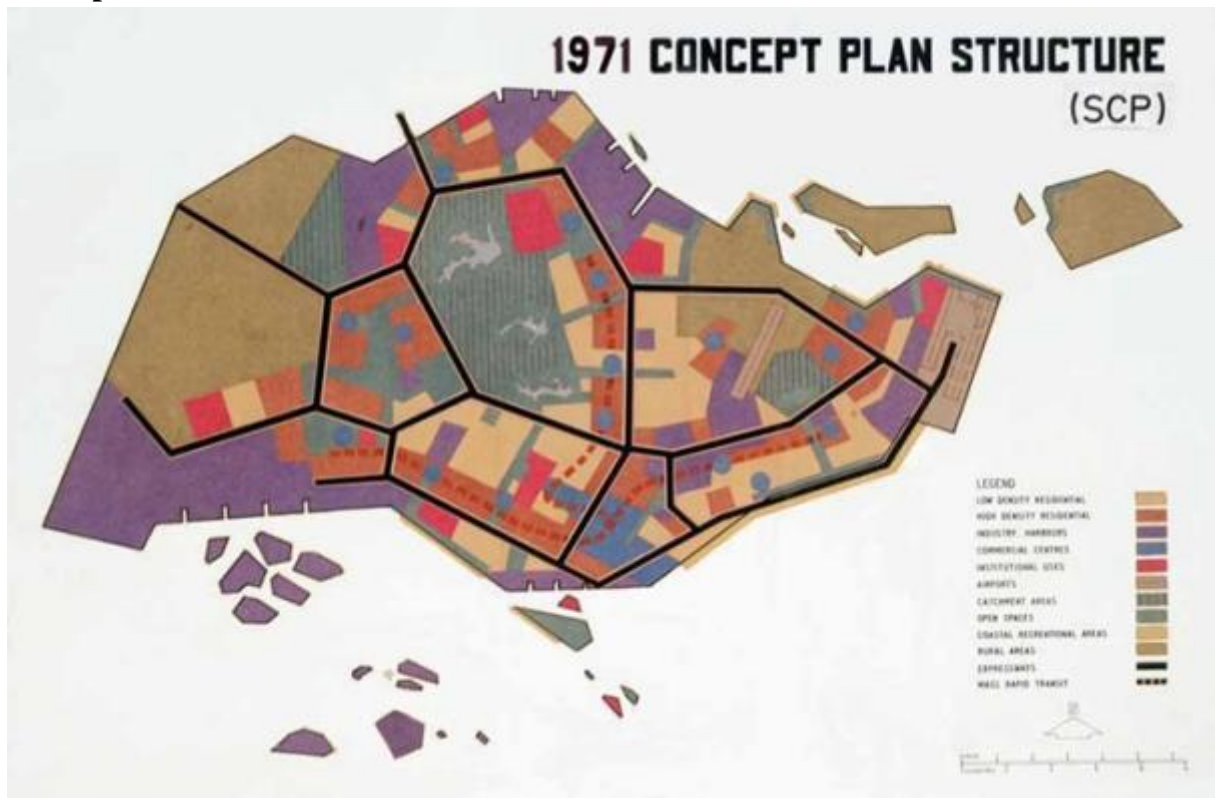 1971 CONCEPT PLAN STRUCTURE
(SCP)
LEGEND
LOW DENSITY RESIDENTIAL
HIGH DENSITY RESIDENTIAL
INDUSTRY, HARBOURS
COMMERCIAL CENTRES
INSTITUTIONAL USES
AIRPORTS
CATCHMENT AREAS
OPEN SPACES
COASTAL RECREATIONAL AREAS
RURAL AREAS
EXPRESSWAYS
MASS RAPID TRANSIT